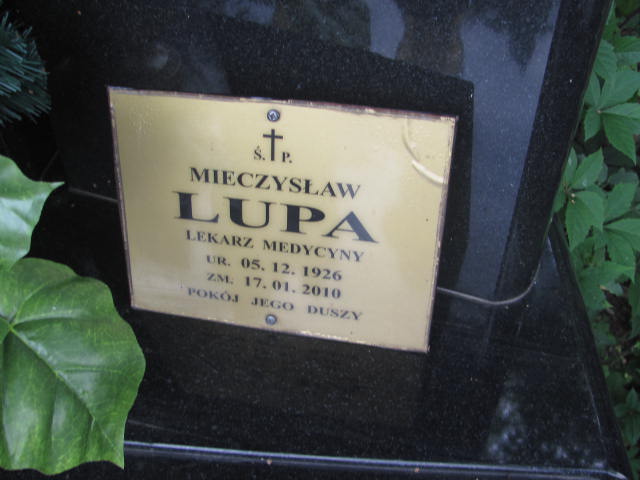 Ś. P.
MIECZYSŁAW
LUPA
LEKARZ MEDYCYNY
UR. 05. 12. 1926
ZM. 17. 01. 2010
POKÓJ JEGO DUSZY